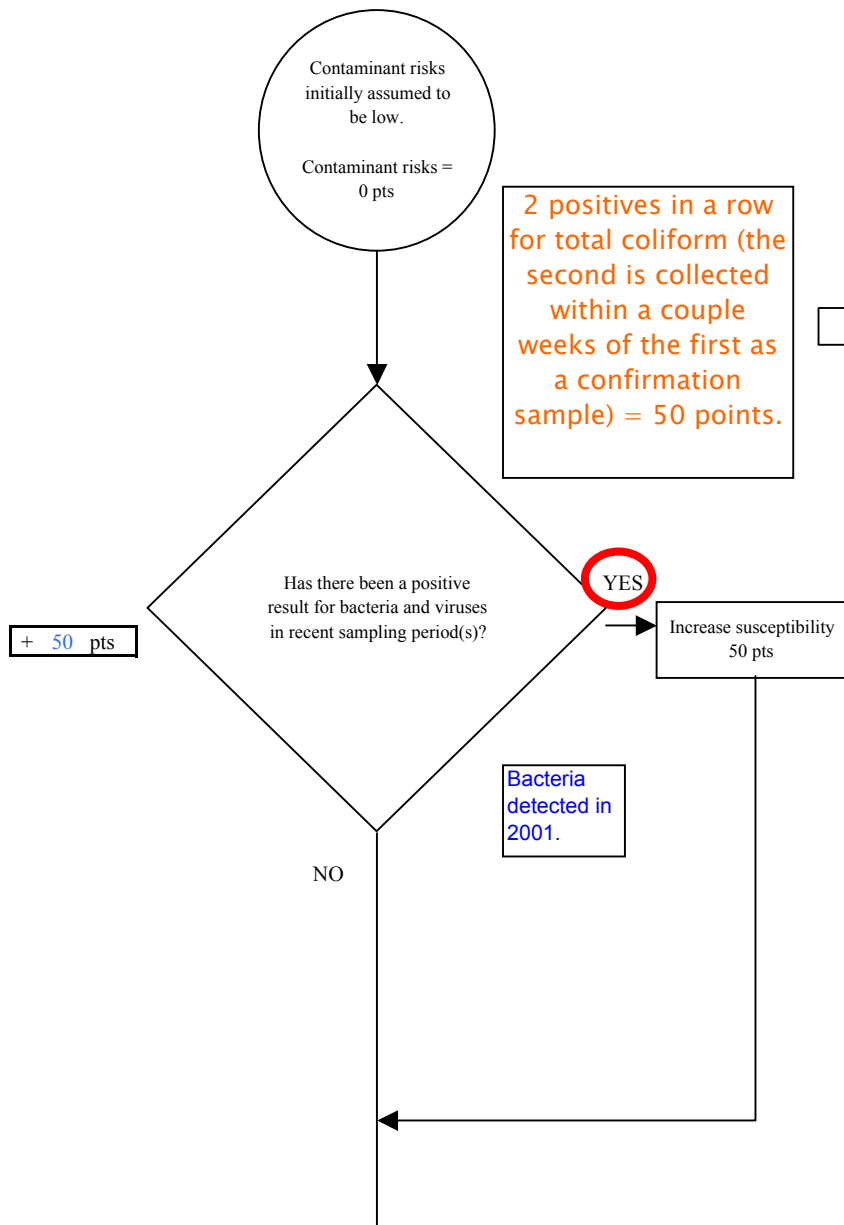 Contaminant risks
initially assumed to
be low.
Contaminant risks =
0 pts
2 positives in a row
for total coliform (the
second is collected
within a couple
weeks of the first as
a confirmation
sample) = 50 points.
Has there been a positive
result for bacteria and viruses
in recent sampling period(s)?
YES
+ 50 pts
Increase susceptibility
50 pts
Bacteria
detected in
2001.
NO